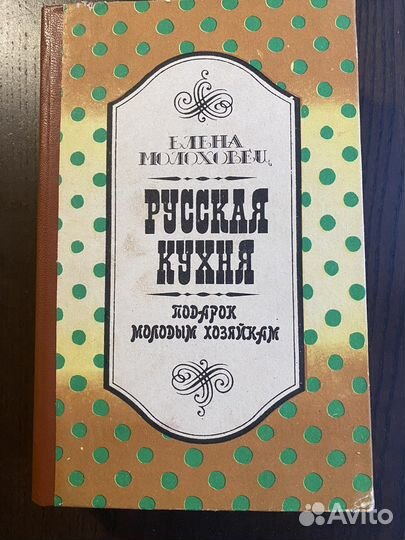 ЕЛЕНА
МОЛОХОВЕЦ
РУССКАЯ
КУХНЯ
ПОДАРОК
МОЛОДЫМ ХОЗЯЙКАМ
Avito